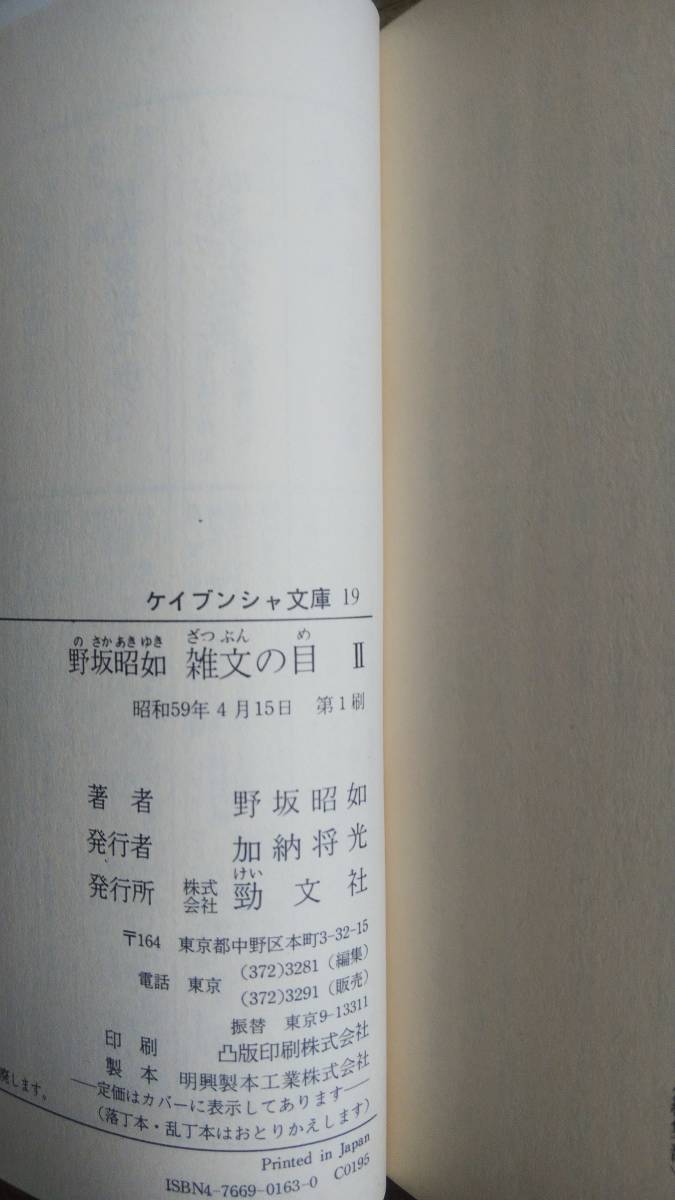 ケイブンシャ文庫 19
の さか あき ゆき ざつ ぶん め
野坂昭如 雑文の目 Ⅱ
昭和59年4月15日 第1刷
著者 野坂昭如
発行者 加納将光
けい
発行所 株式会社 勁文社
〒164 東京都中野区本町3-32-15
電話 東京 (372)3281(編集)
(372)3291(販売)
振替 東京9-13311
印刷 凸版印刷株式会社
製本 明興製本工業株式会社
します。
——定価はカバーに表示してあります——
(落丁本・乱丁本はおとりかえします)
Printed in Japan
ISBN4-7669-0163-0 C0195